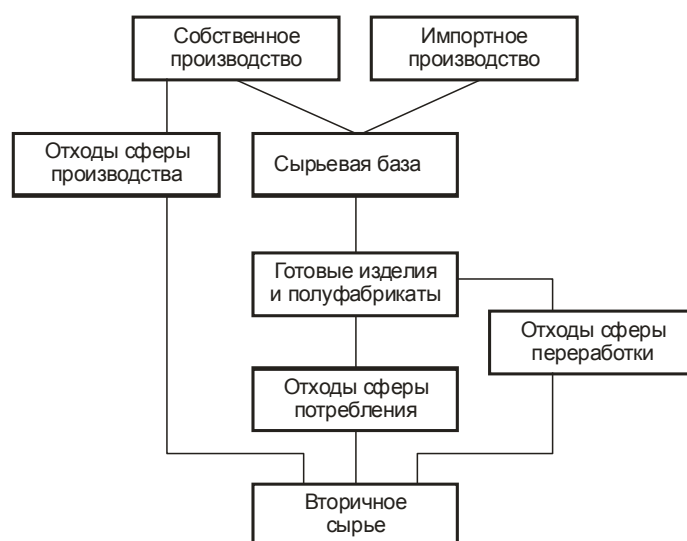 Собственное
производство
Импортное
производство
Отходы сферы
производства
Сырьевая база
Готовые изделия
и полуфабрикаты
Отходы сферы
переработки
Отходы сферы
потребления
Вторичное
сырье